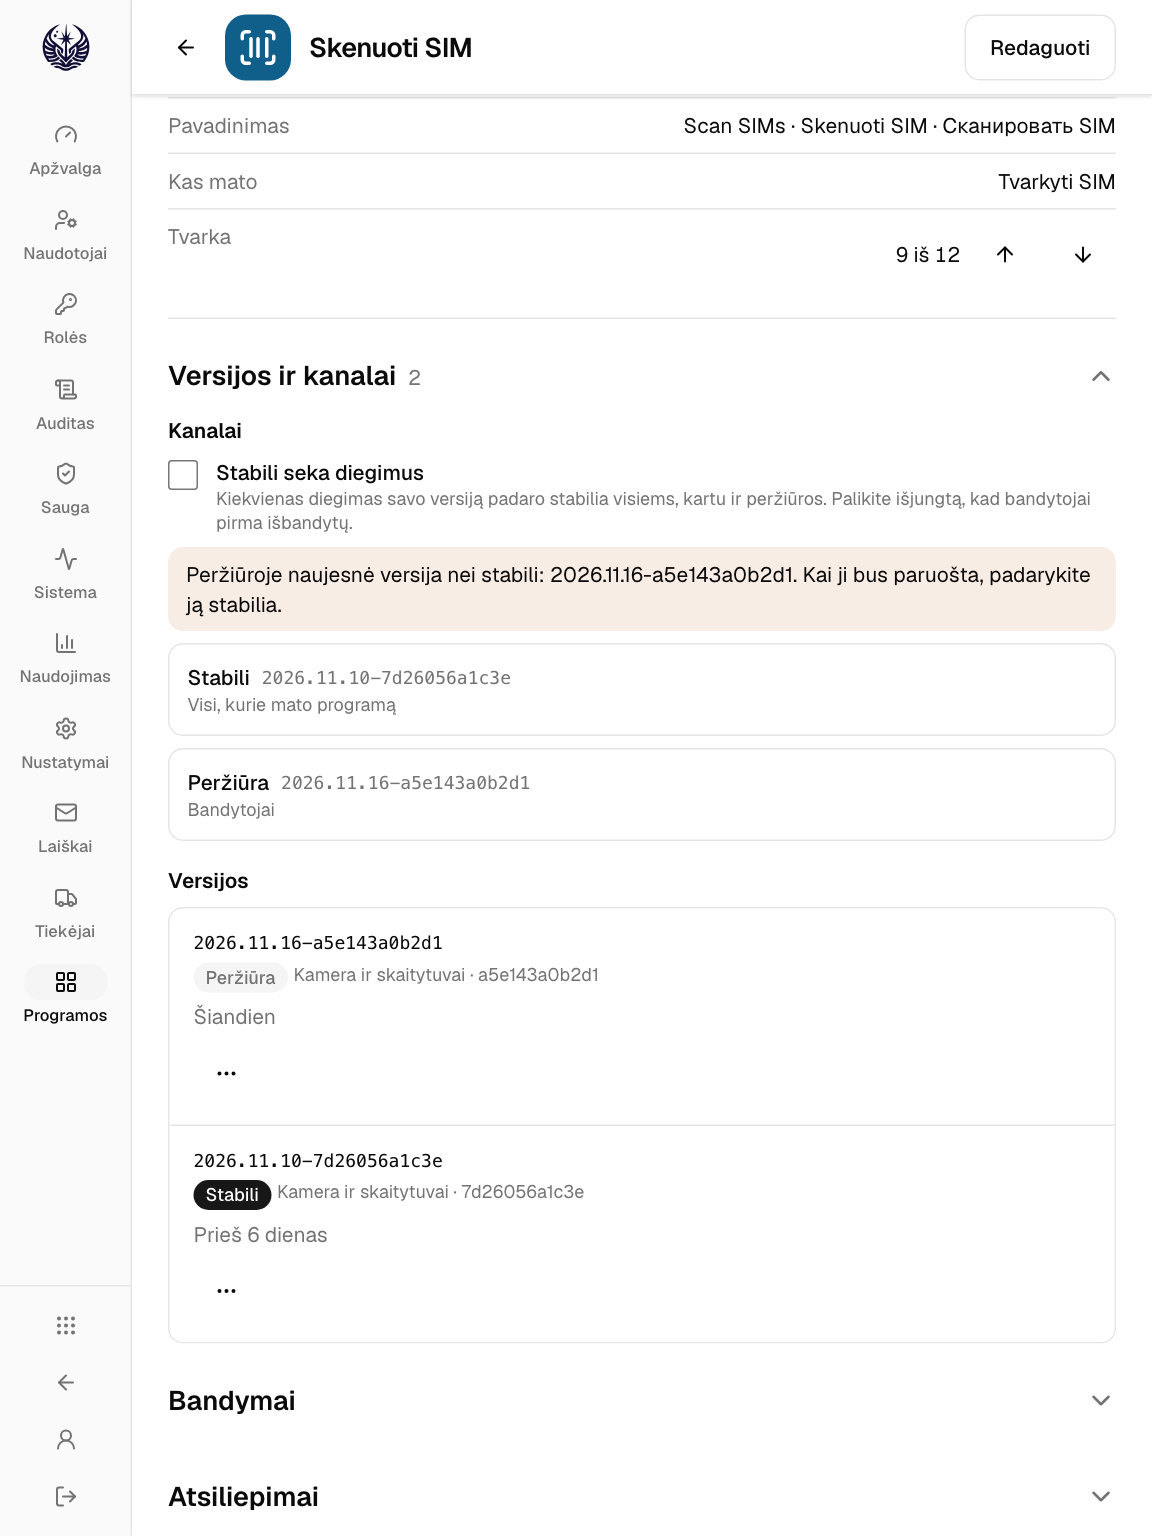 Skenuoti SIM
Redaguoti
Apžvalga
Naudotojai
Rolės
Auditas
Sauga
Sistema
Naudojimas
Nustatymai
Laiškai
Tiekėjai
Programos
Pavadinimas
Scan SIMs · Skenuoti SIM · Сканировать SIM
Kas mato
Tvarkyti SIM
Tvarka
9 iš 12
Versijos ir kanalai 2
Kanalai
Stabili seka diegimus
Kiekvienas diegimas savo versiją padaro stabilia visiems, kartu ir peržiūros. Palikite išjungtą, kad bandytojai
pirma išbandytų.
Peržiūroje naujesnė versija nei stabili: 2026.11.16-a5e143a0b2d1. Kai ji bus paruošta, padarykite
ją stabilia.
Stabili 2026.11.10-7d26056a1c3e
Visi, kurie mato programą
Peržiūra 2026.11.16-a5e143a0b2d1
Bandytojai
Versijos
2026.11.16-a5e143a0b2d1
Peržiūra Kamera ir skaitytuvai · a5e143a0b2d1
Šiandien
2026.11.10-7d26056a1c3e
Stabili Kamera ir skaitytuvai · 7d26056a1c3e
Prieš 6 dienas
Bandymai
Atsiliepimai